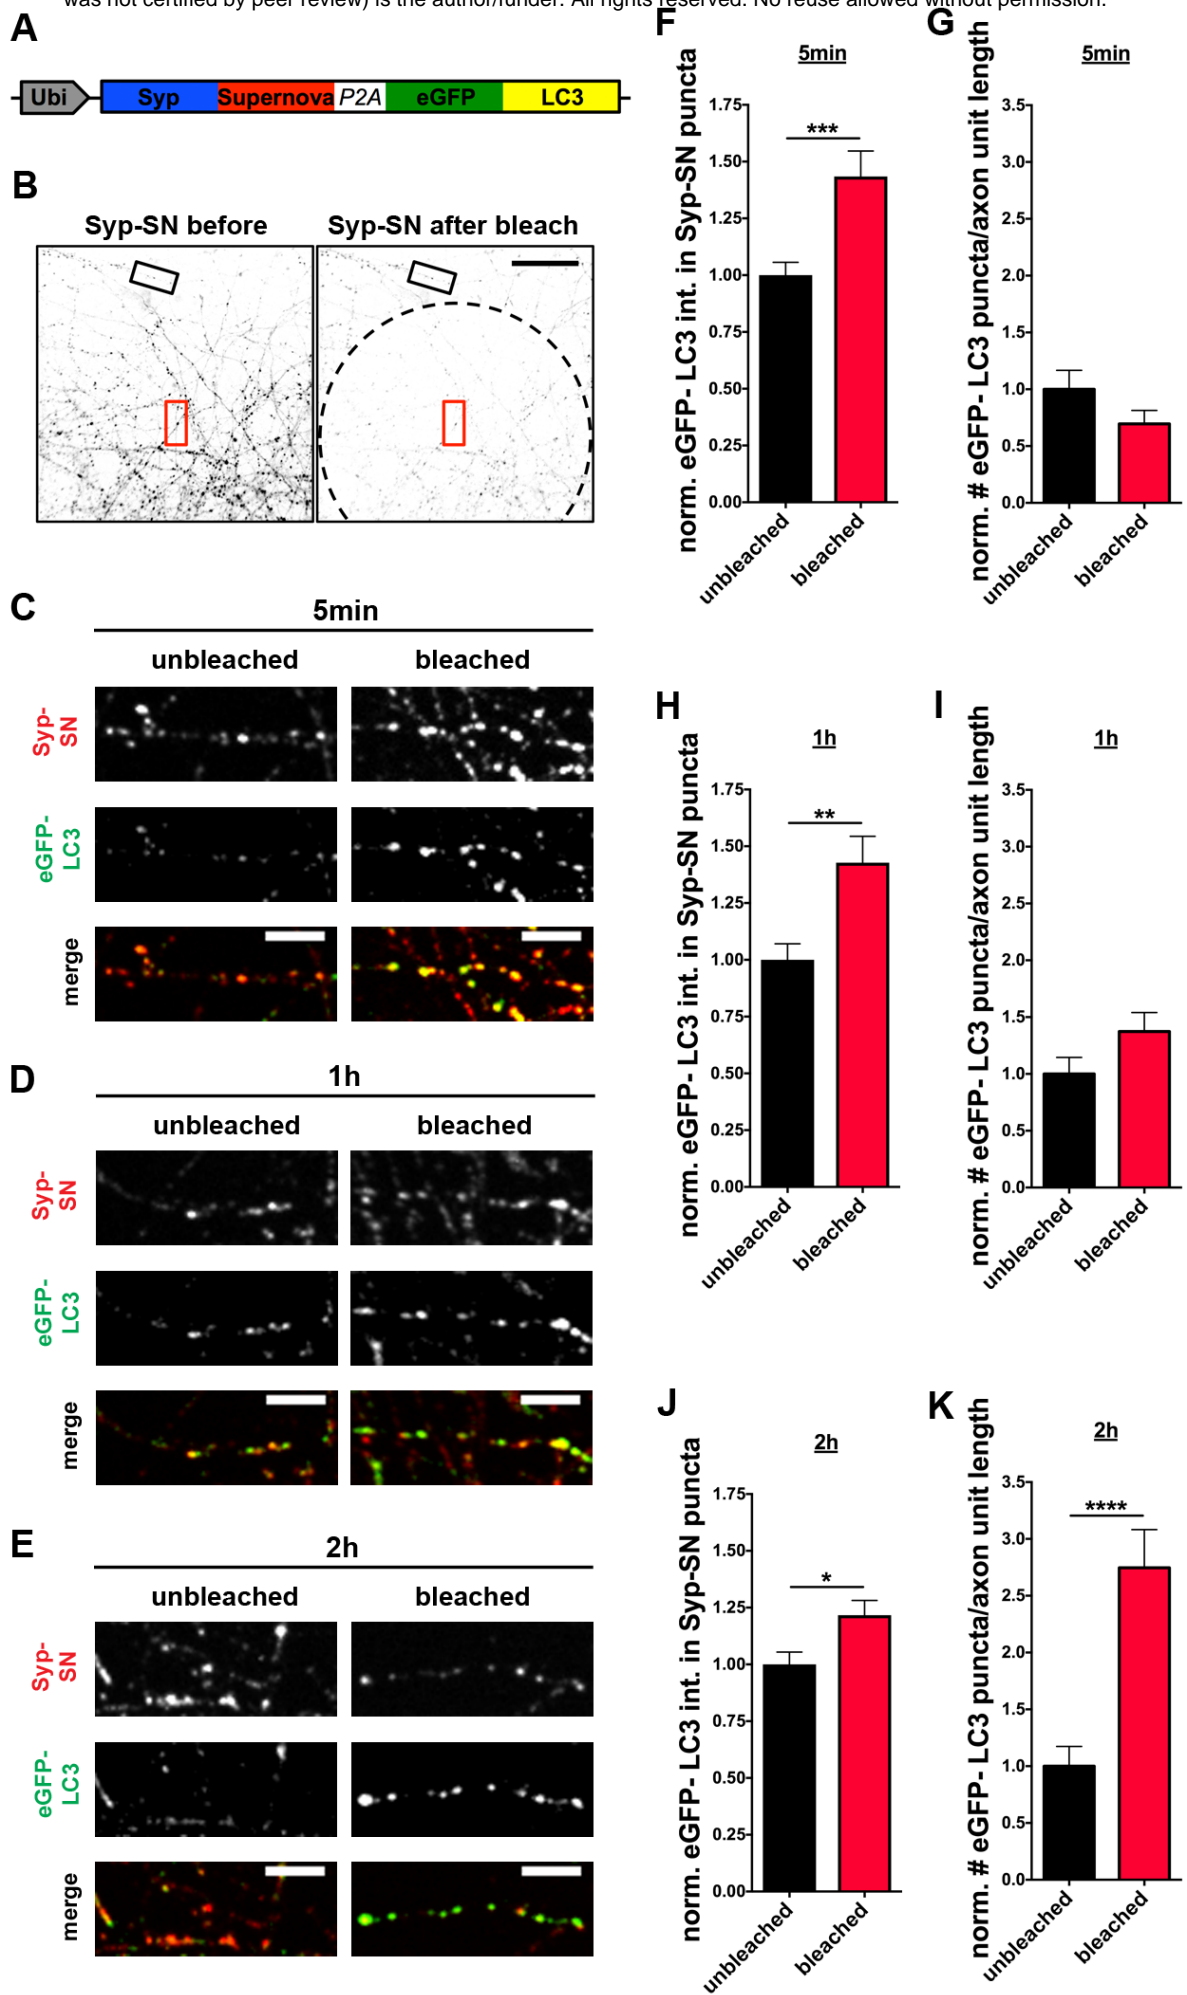 was not certified by peer review) is the author/funder. All rights reserved. No reuse allowed without permission.
A
Ubi Syp Supernova P2A eGFP LC3
B
Syp-SN before Syp-SN after bleach
C
5min
unbleached bleached
Syp-
SN
eGFP-
LC3
merge
D
1h
unbleached bleached
Syp-
SN
eGFP-
LC3
merge
E
2h
unbleached bleached
Syp-
SN
eGFP-
LC3
merge
F
5min
norm. eGFP- LC3 int. in Syp-SN puncta
1.75
1.50
1.25
1.00
0.75
0.50
0.25
0.00
***
unbleached
bleached
G
5min
norm. # eGFP- LC3 puncta/axon unit length
3.5
3.0
2.5
2.0
1.5
1.0
0.5
0.0
unbleached
bleached
H
1h
norm. eGFP- LC3 int. in Syp-SN puncta
1.75
1.50
1.25
1.00
0.75
0.50
0.25
0.00
**
unbleached
bleached
I
1h
norm. # eGFP- LC3 puncta/axon unit length
3.5
3.0
2.5
2.0
1.5
1.0
0.5
0.0
unbleached
bleached
J
2h
norm. eGFP- LC3 int. in Syp-SN puncta
1.75
1.50
1.25
1.00
0.75
0.50
0.25
0.00
*
unbleached
bleached
K
2h
norm. # eGFP- LC3 puncta/axon unit length
3.5
3.0
2.5
2.0
1.5
1.0
0.5
0.0
****
unbleached
bleached